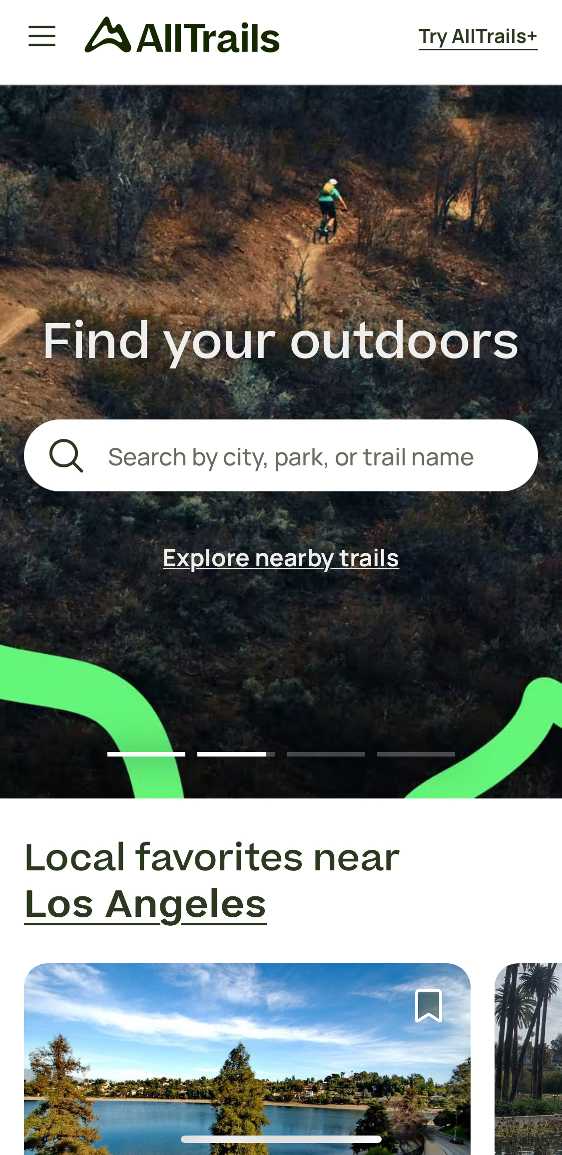 AllTrails
Try AllTrails+
Find your outdoors
Search by city, park, or trail name
Explore nearby trails
Local favorites near
Los Angeles